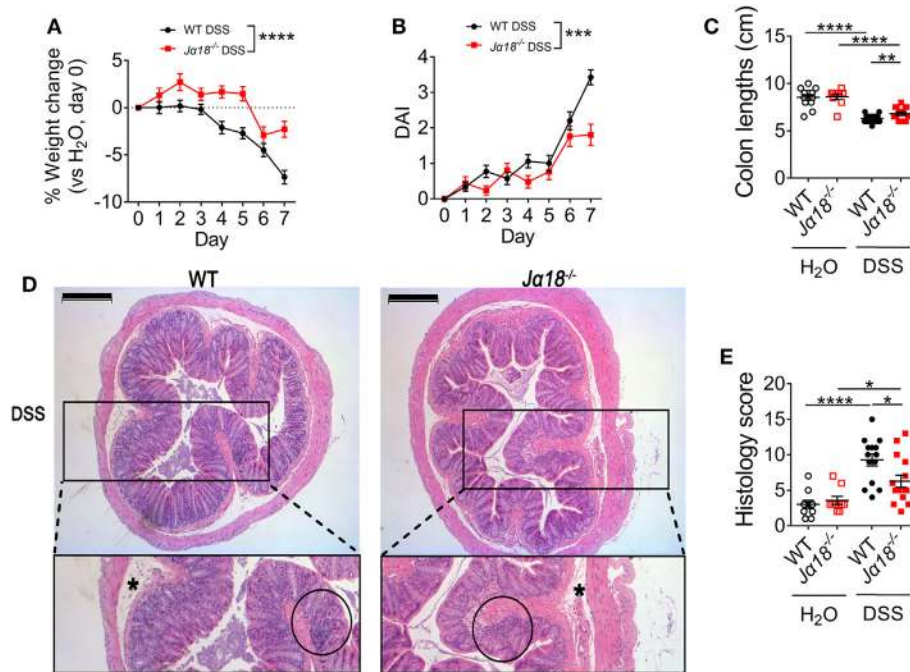 A
WT DSS
Jα18-/- DSS
****
% Weight change
(vs H2O, day 0)
5
0
-5
-10
0 1 2 3 4 5 6 7
Day
B
WT DSS
Jα18-/- DSS
***
DAI
4
3
2
1
0
0 1 2 3 4 5 6 7
Day
C
Colon lengths (cm)
****
****
**
15
10
5
0
WT
Jα18-/-
WT
Jα18-/-
H2O DSS
D
WT
Jα18-/-
DSS
*
*
E
Histology score
*
**** *
20
15
10
5
0
WT
Jα18-/-
WT
Jα18-/-
H2O DSS